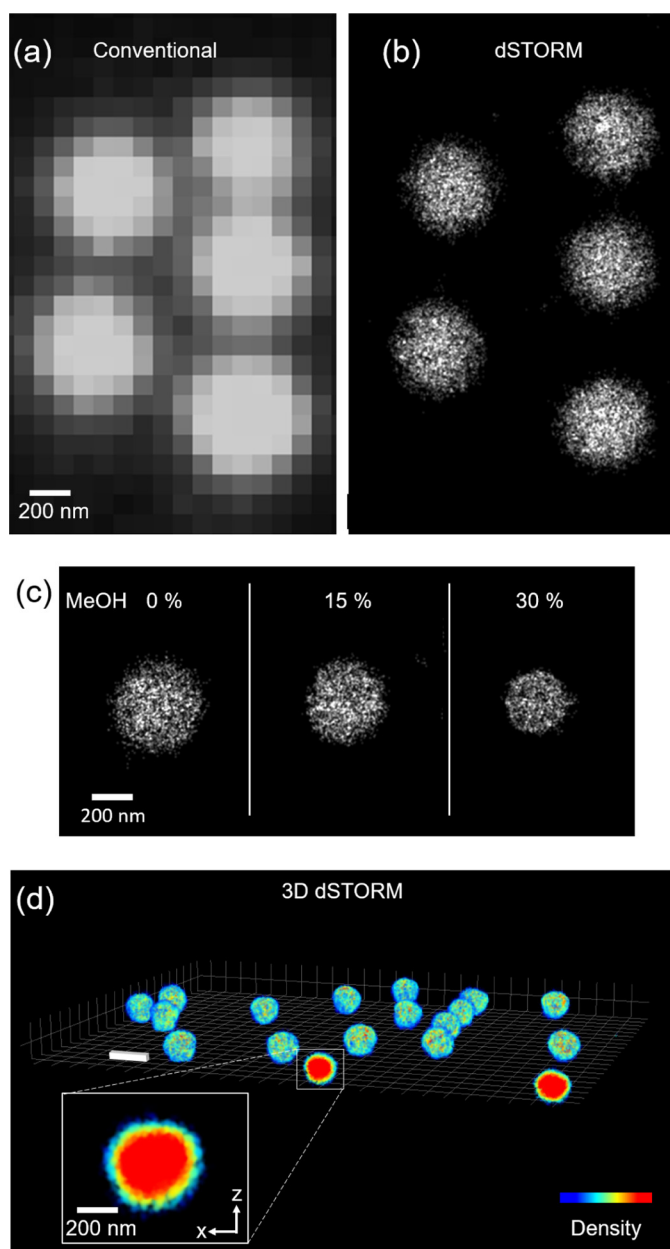 (a) Conventional
(b) dSTORM
200 nm
(c)
MeOH 0 % 15 % 30 %
200 nm
(d) 3D dSTORM
200 nm
z
x
Density